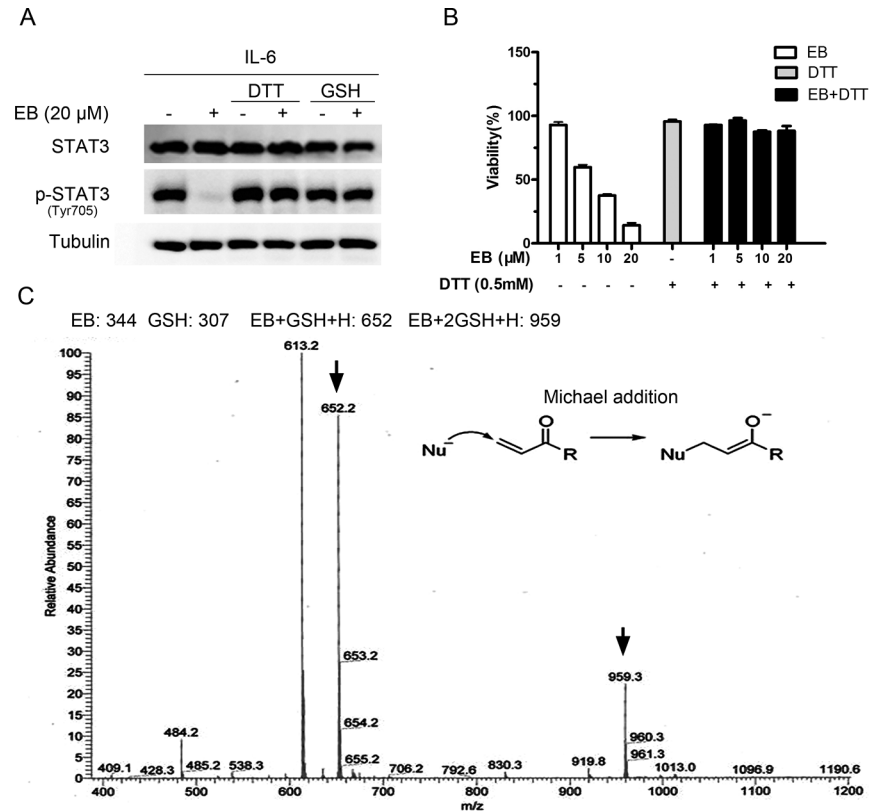 A
IL-6
DTT GSH
EB (20 µM) - + - + - +
STAT3
p-STAT3
(Tyr705)
Tubulin
B
150
100
50
0
Viability(%)
EB
DTT
EB+DTT
EB (µM) 1 5 10 20 - 1 5 10 20
DTT (0.5mM) - - - - + + + + +
C
EB: 344 GSH: 307 EB+GSH+H: 652 EB+2GSH+H: 959
100
95
90
85
80
75
70
65
60
55
50
45
40
35
30
25
20
15
10
5
0
Relative Abundance
613.2
652.2
653.2
654.2
655.2
484.2
409.1
428.3
485.2
538.3
706.2
792.6
830.3
919.8
959.3
960.3
961.3
1013.0
1096.9
1190.6
Michael addition
Nu−
O
R
Nu
O−
R
400 500 600 700 800 900 1000 1100 1200
m/z